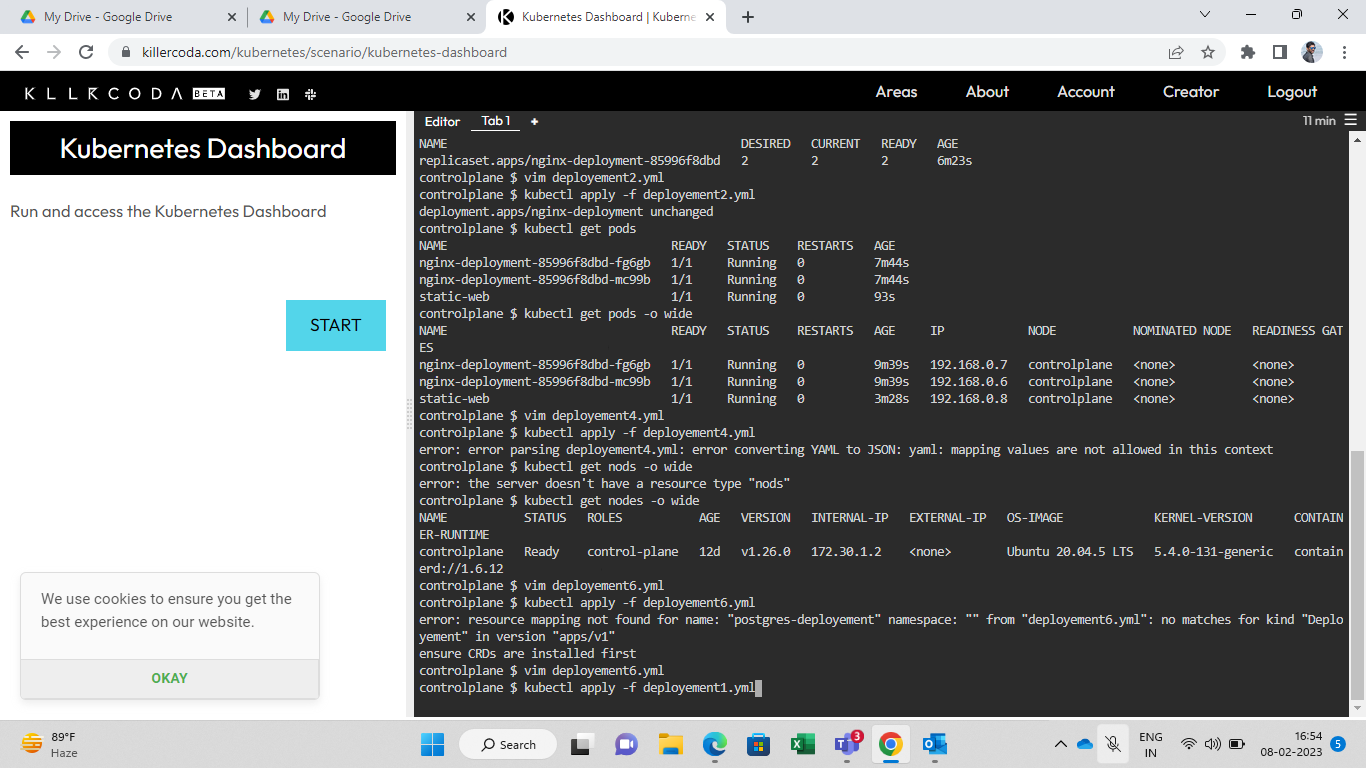 My Drive - Google Drive
My Drive - Google Drive
Kubernetes Dashboard | Kuberne
killercoda.com/kubernetes/scenario/kubernetes-dashboard
KLLRCODA BETA
Areas About Account Creator Logout
Kubernetes Dashboard
Run and access the Kubernetes Dashboard
START
We use cookies to ensure you get the
best experience on our website.
OKAY
Editor Tab 1 + 11 min
NAME DESIRED CURRENT READY AGE
replicaset.apps/nginx-deployment-85996f8dbd 2 2 2 6m23s
controlplane $ vim deployement2.yml
controlplane $ kubectl apply -f deployement2.yml
deployment.apps/nginx-deployment unchanged
controlplane $ kubectl get pods
NAME READY STATUS RESTARTS AGE
nginx-deployment-85996f8dbd-fg6gb 1/1 Running 0 7m44s
nginx-deployment-85996f8dbd-mc99b 1/1 Running 0 7m44s
static-web 1/1 Running 0 93s
controlplane $ kubectl get pods -o wide
NAME READY STATUS RESTARTS AGE IP NODE NOMINATED NODE READINESS GAT
ES
nginx-deployment-85996f8dbd-fg6gb 1/1 Running 0 9m39s 192.168.0.7 controlplane <none> <none>
nginx-deployment-85996f8dbd-mc99b 1/1 Running 0 9m39s 192.168.0.6 controlplane <none> <none>
static-web 1/1 Running 0 3m28s 192.168.0.8 controlplane <none> <none>
controlplane $ vim deployement4.yml
controlplane $ kubectl apply -f deployement4.yml
error: error parsing deployement4.yml: error converting YAML to JSON: yaml: mapping values are not allowed in this context
controlplane $ kubectl get nods -o wide
error: the server doesn't have a resource type "nods"
controlplane $ kubectl get nodes -o wide
NAME STATUS ROLES AGE VERSION INTERNAL-IP EXTERNAL-IP OS-IMAGE KERNEL-VERSION CONTAIN
ER-RUNTIME
controlplane Ready control-plane 12d v1.26.0 172.30.1.2 <none> Ubuntu 20.04.5 LTS 5.4.0-131-generic contain
erd://1.6.12
controlplane $ vim deployement6.yml
controlplane $ kubectl apply -f deployement6.yml
error: resource mapping not found for name: "postgres-deployement" namespace: "" from "deployement6.yml": no matches for kind "Deplo
yement" in version "apps/v1"
ensure CRDs are installed first
controlplane $ vim deployement6.yml
controlplane $ kubectl apply -f deployement1.yml
89°F
Haze
Search
3
ENG
IN
16:54
08-02-2023
5